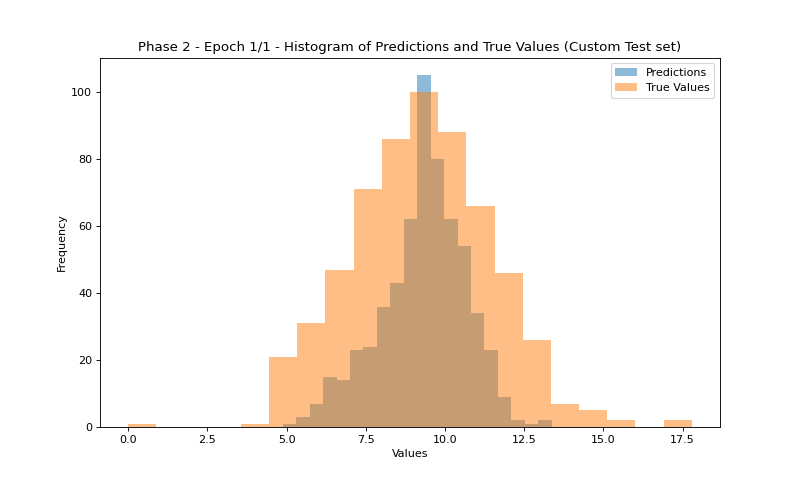 Phase 2 - Epoch 1/1 - Histogram of Predictions and True Values (Custom Test set)
Predictions
True Values
Frequency
100
80
60
40
20
0
0.0 2.5 5.0 7.5 10.0 12.5 15.0 17.5
Values